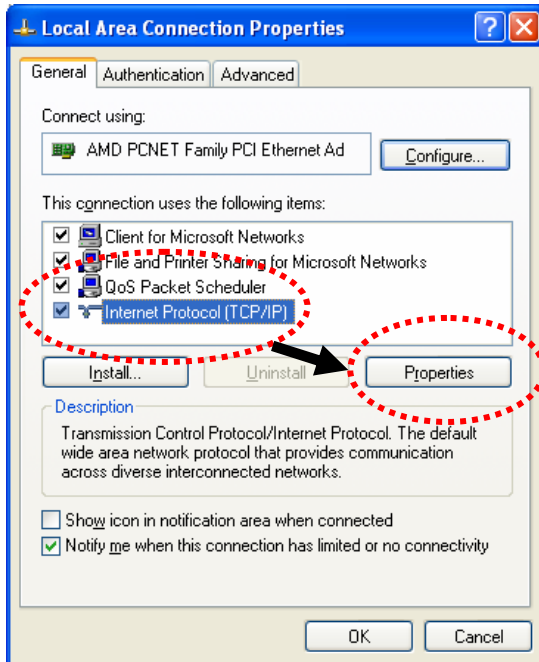 Local Area Connection Properties
General Authentication Advanced
Connect using:
AMD PCNET Family PCI Ethernet Ad Configure...
This connection uses the following items:
Client for Microsoft Networks
File and Printer Sharing for Microsoft Networks
QoS Packet Scheduler
Internet Protocol (TCP/IP)
Install... Uninstall Properties
Description
Transmission Control Protocol/Internet Protocol. The default
wide area network protocol that provides communication
across diverse interconnected networks.
Show icon in notification area when connected
Notify me when this connection has limited or no connectivity
OK Cancel